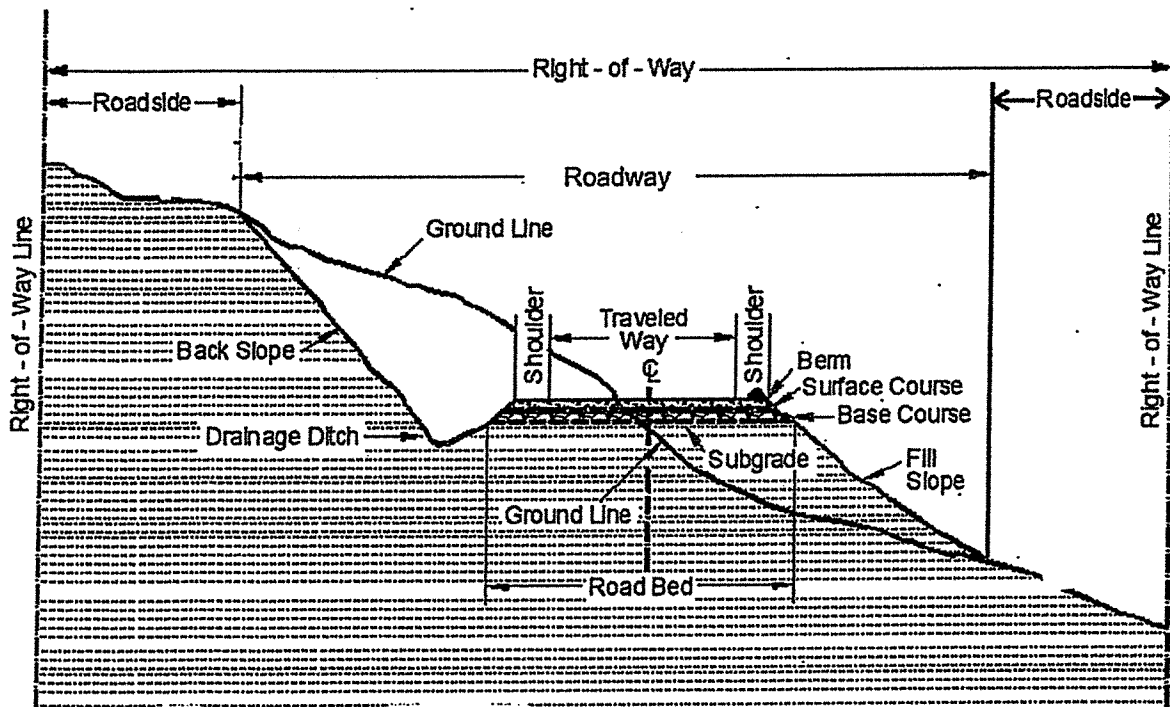 Right - of - Way
Roadside
Roadside
Roadway
Ground Line
Right - of - Way Line
Right - of - Way Line
Shoulder
Traveled
Way
Shoulder
℄
Back Slope
Berm
Surface Course
Base Course
Drainage Ditch
Subgrade
Fill
Slope
Ground Line
Road Bed